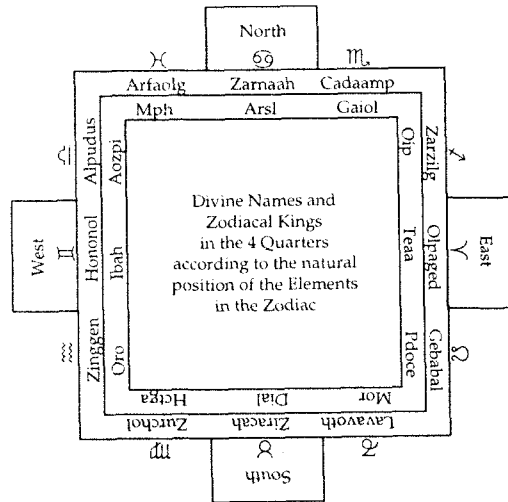 North
♓ ♋ ♏
Arfaolg Zarnaah Cadaamp
Mph Arsl Gaiol
♎ Alpudus Aozpi
West ♊ Hononol Ibah
♒ Zinggen Oro
Divine Names and
Zodiacal Kings
in the 4 Quarters
according to the natural
position of the Elements
in the Zodiac
Oip Zarzilg ♐
Teaa Olpaged ♈ East
Pdoce Gebabal ♌
Hctga Dial Mor
Zurchol Ziracah Lavavoth
♍ ♉ ♑
South